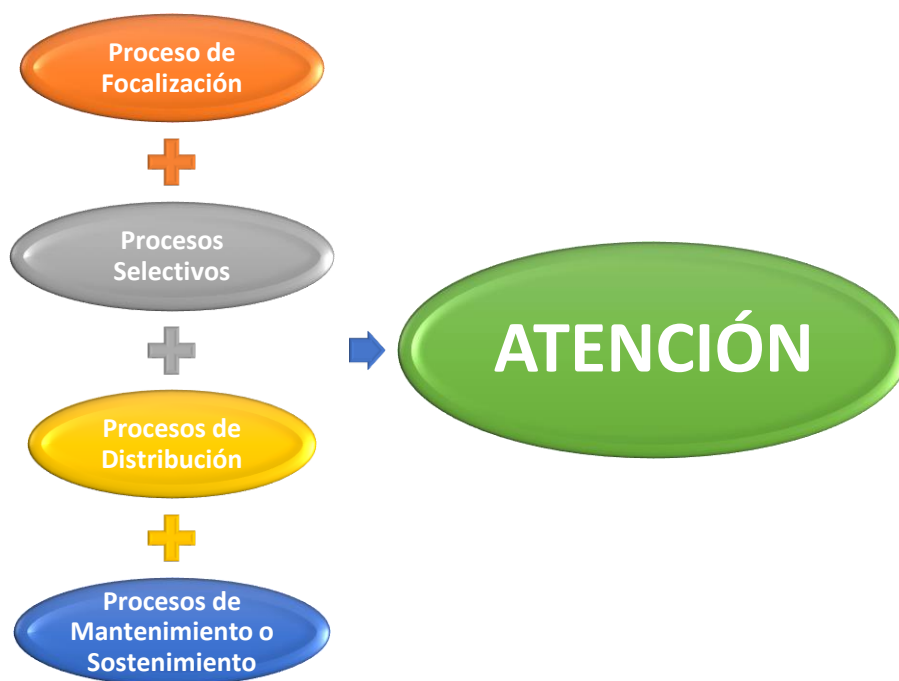 Proceso de
Focalización
Procesos
Selectivos
Procesos de
Distribución
Procesos de
Mantenimiento o
Sostenimiento
ATENCIÓN